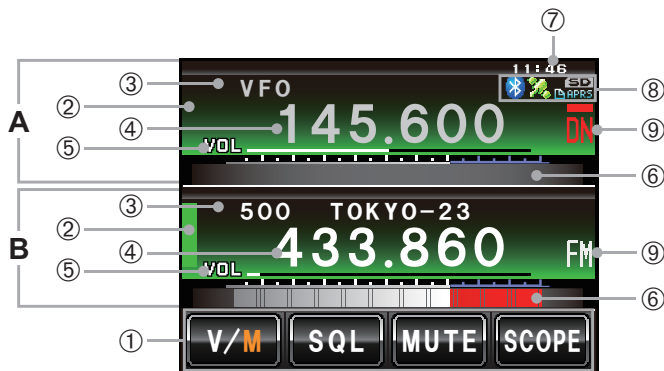 ⑦
11:46
③ VFO SD ⑧
② APRS
A ④ 145.600 DN ⑨
⑤ VOL
⑥
③ 500 TOKYO-23
②
B ④ 433.860 FM ⑨
⑤ VOL
⑥
① V/M SQL MUTE SCOPE